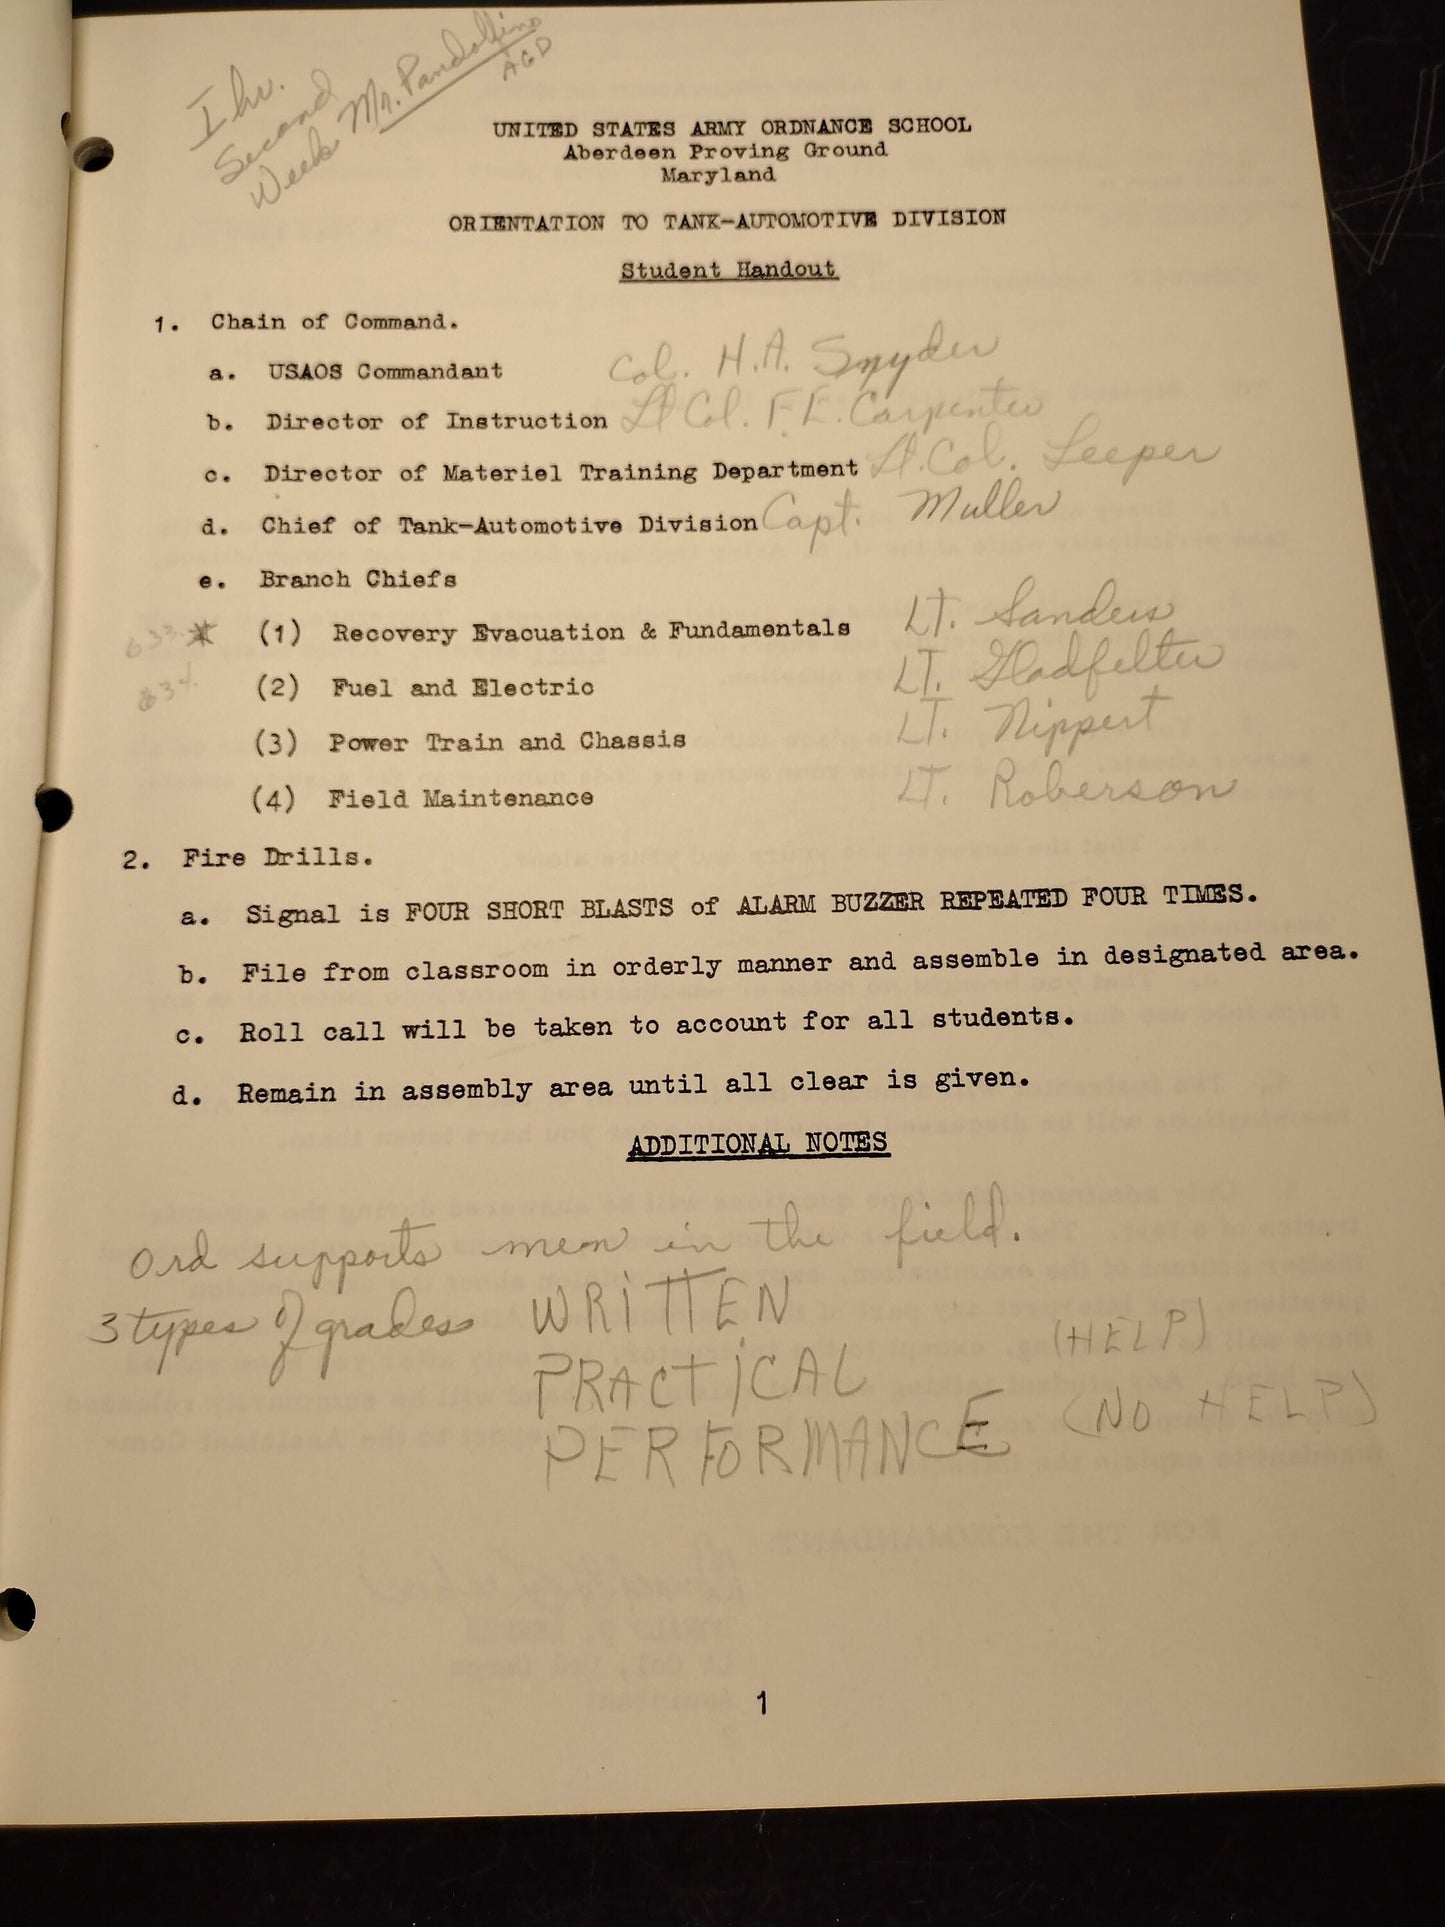 1 hr.
Second
Week Mr. Pandolfino
AGD
UNITED STATES ARMY ORDNANCE SCHOOL
Aberdeen Proving Ground
Maryland
ORIENTATION TO TANK-AUTOMOTIVE DIVISION
Student Handout
1. Chain of Command.
a. USAOS Commandant Col. H.A. Snyder
b. Director of Instruction Lt Col. F.E. Carpenter
c. Director of Materiel Training Department Lt. Col. Leeper
d. Chief of Tank-Automotive Division Capt. Muller
e. Branch Chiefs
(1) Recovery Evacuation & Fundamentals LT. Sanders
(2) Fuel and Electric LT. Gladfelter
(3) Power Train and Chassis LT. Nippert
(4) Field Maintenance LT. Roberson
2. Fire Drills.
a. Signal is FOUR SHORT BLASTS of ALARM BUZZER REPEATED FOUR TIMES.
b. File from classroom in orderly manner and assemble in designated area.
c. Roll call will be taken to account for all students.
d. Remain in assembly area until all clear is given.
ADDITIONAL NOTES
Ord supports men in the field.
3 types of grades WRITTEN
PRACTICAL (HELP)
PERFORMANCE (NO HELP)
1